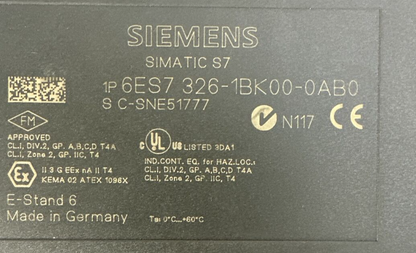 SIEMENS
SIMATIC S7
1P 6ES7 326-1BK00-0AB0
S C-SNE51777
FM
APPROVED
CL.I, DIV.2, GP. A,B,C,D T4A
CL.I, Zone 2, GP. IIC, T4
C UL US LISTED 3DA1
IND.CONT. EQ. for HAZ.LOC.:
CL.I, DIV.2, GP. A,B,C,D T4A
CL.I, Zone 2, GP. IIC, T4
N117
Ex II 3 G EEx nA II T4
KEMA 02 ATEX 1096X
E-Stand 6
Made in Germany
Ta: 0°C...+60°C